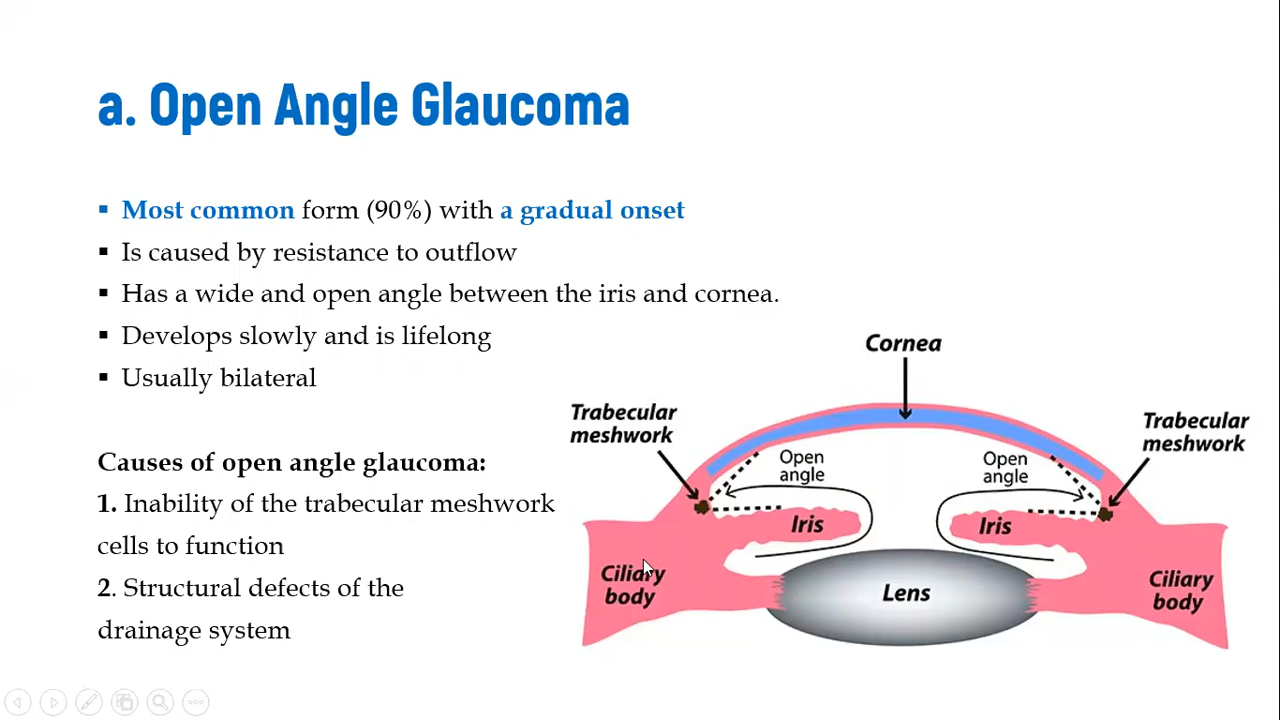 a. Open Angle Glaucoma
▪ Most common form (90%) with a gradual onset
▪ Is caused by resistance to outflow
▪ Has a wide and open angle between the iris and cornea.
▪ Develops slowly and is lifelong
▪ Usually bilateral
Causes of open angle glaucoma:
1. Inability of the trabecular meshwork
cells to function
2. Structural defects of the
drainage system
Cornea
Trabecular
meshwork
Trabecular
meshwork
Open
angle
Open
angle
Iris
Iris
Ciliary
body
Lens
Ciliary
body